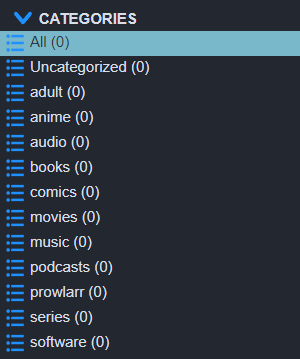 CATEGORIES
All (0)
Uncategorized (0)
adult (0)
anime (0)
audio (0)
books (0)
comics (0)
movies (0)
music (0)
podcasts (0)
prowlarr (0)
series (0)
software (0)